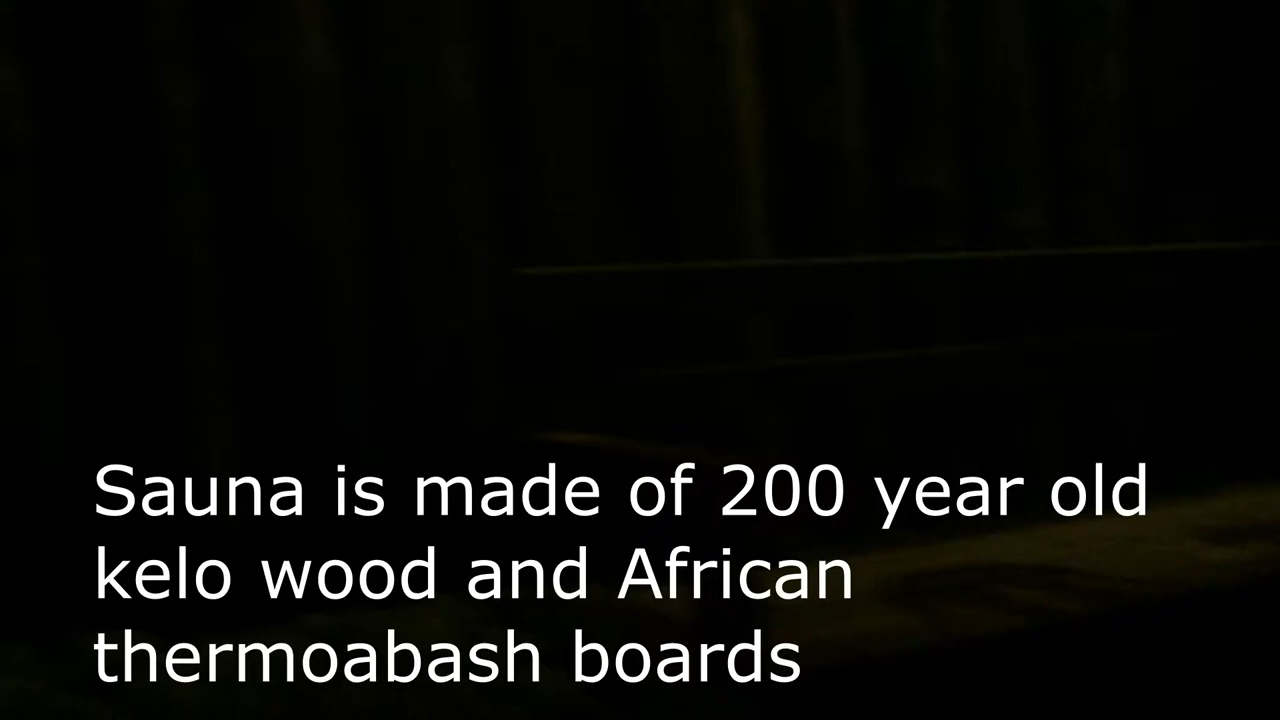 Sauna is made of 200 year old
kelo wood and African
thermoabash boards